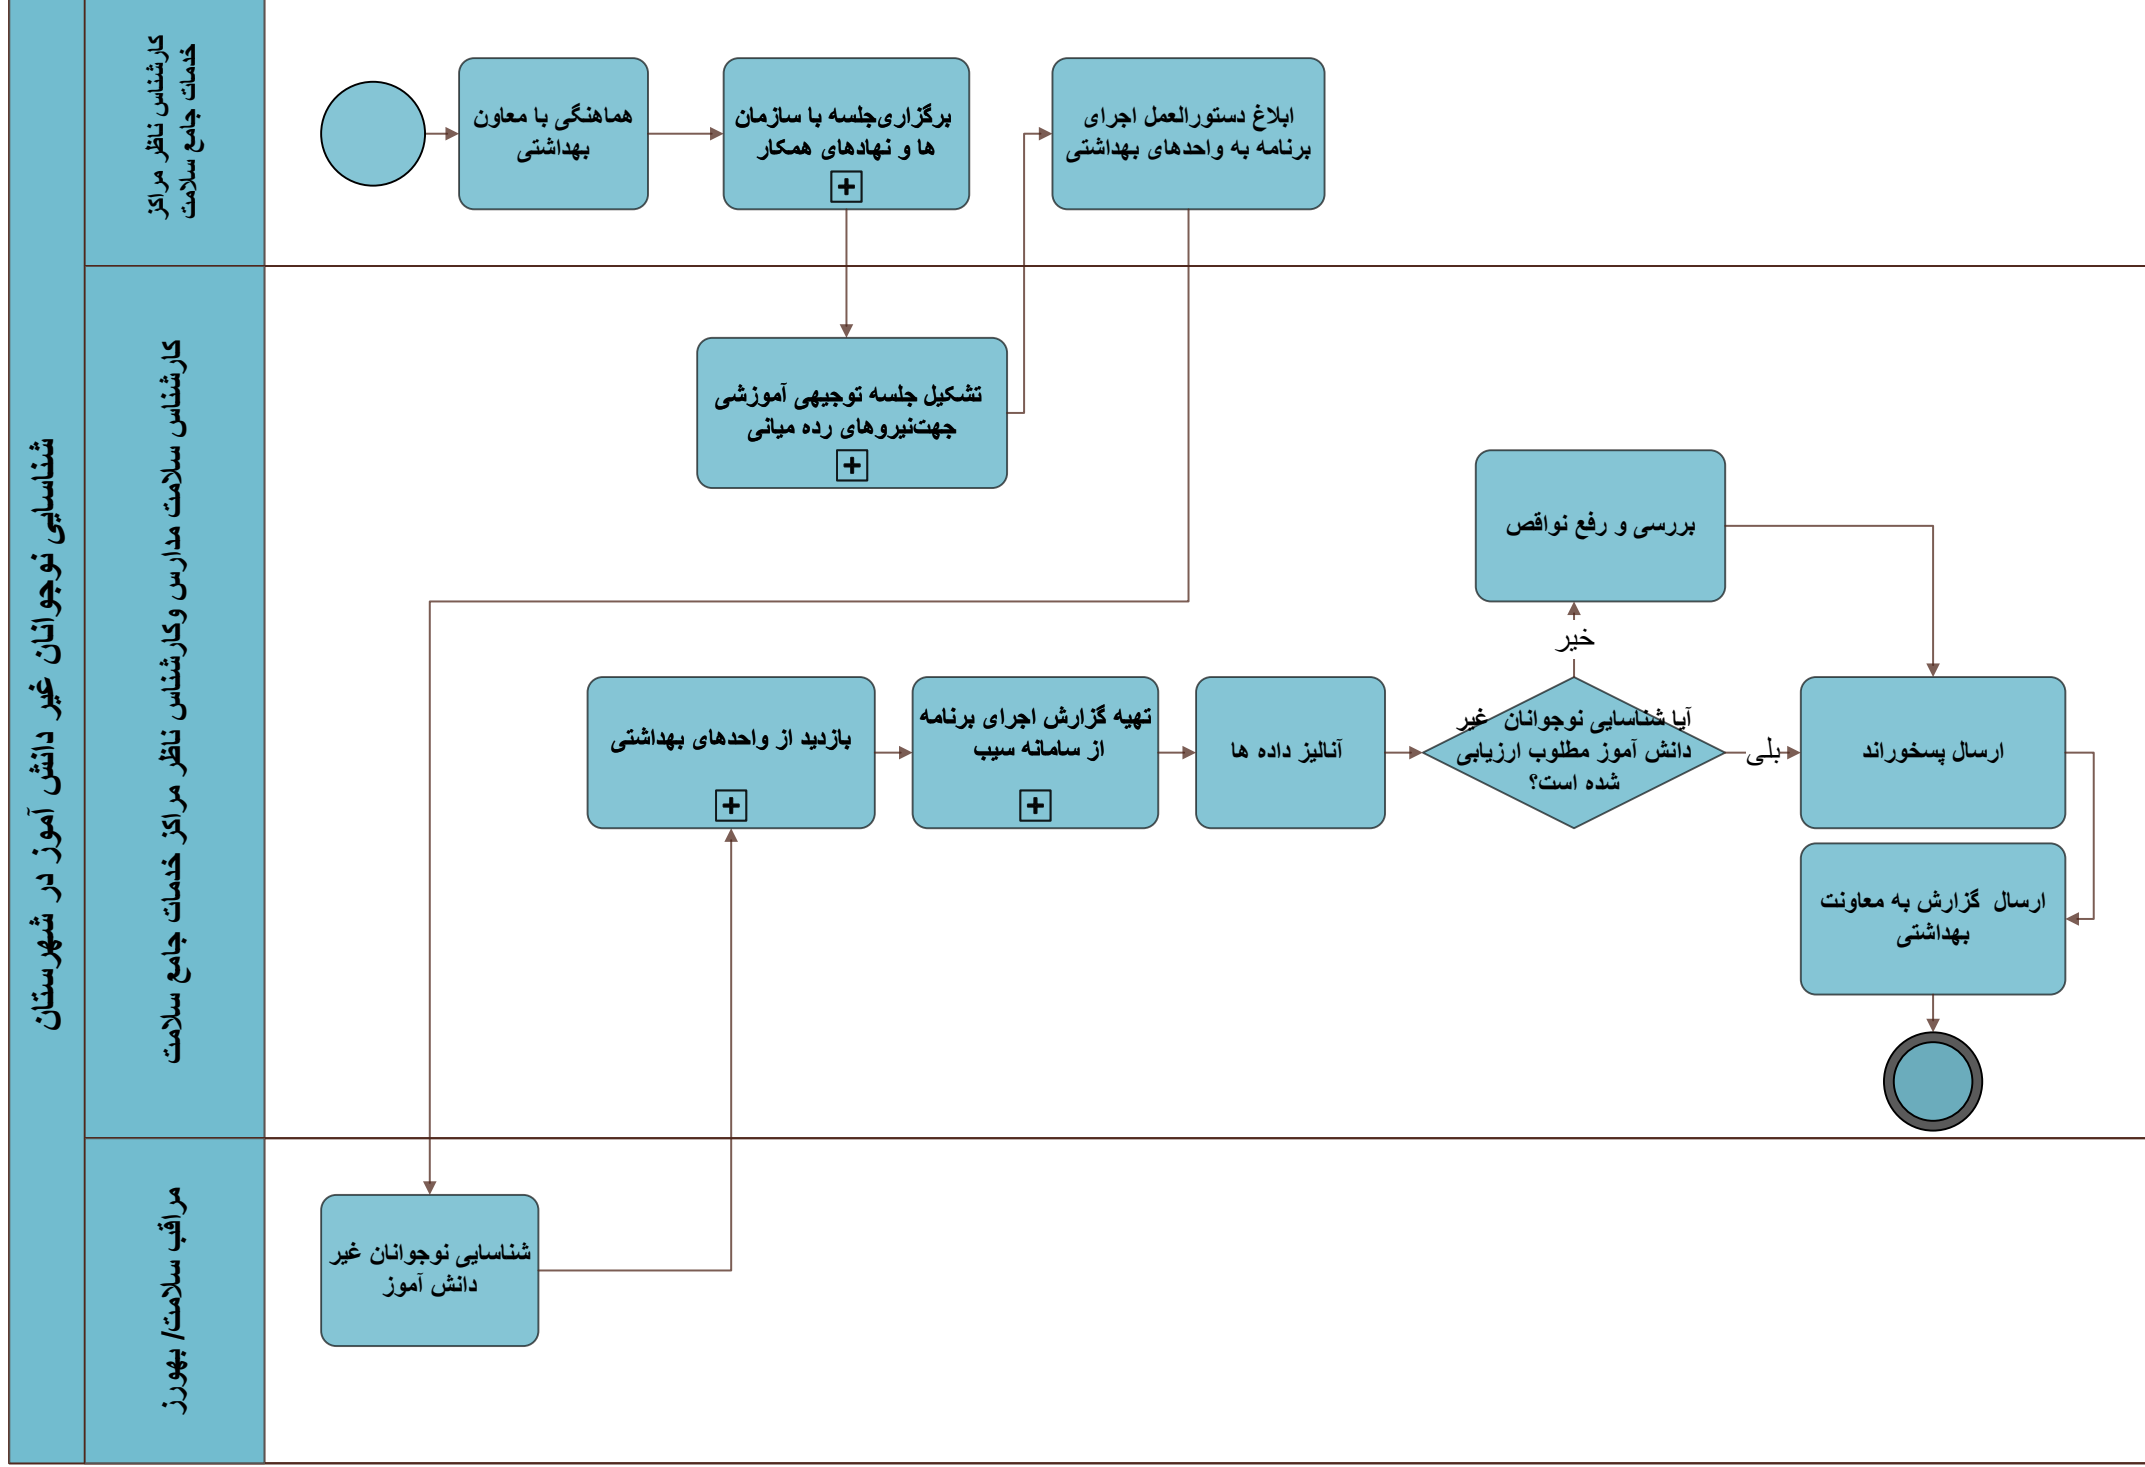 شناسایی نوجوانان غیر دانش آموز در شهرستان
کارشناس ناظر مراکز
خدمات جامع سلامت
هماهنگی با معاون
بهداشتی
برگزاری‌جلسه با سازمان
ها و نهادهای همکار
ابلاغ دستورالعمل اجرای
برنامه به واحدهای بهداشتی
کارشناس سلامت مدارس وکارشناس ناظر مراکز خدمات جامع سلامت
تشکیل جلسه توجیهی آموزشی
جهت‌نیروهای رده میانی
بررسی و رفع نواقص
خیر
بازدید از واحدهای بهداشتی
تهیه گزارش اجرای برنامه
از سامانه سیب
آنالیز داده ها
آیا شناسایی نوجوانان غیر
دانش آموز مطلوب ارزیابی
شده است؟
بلی
ارسال پسخوراند
ارسال گزارش به معاونت
بهداشتی
مراقب سلامت/ بهورز
شناسایی نوجوانان غیر
دانش آموز